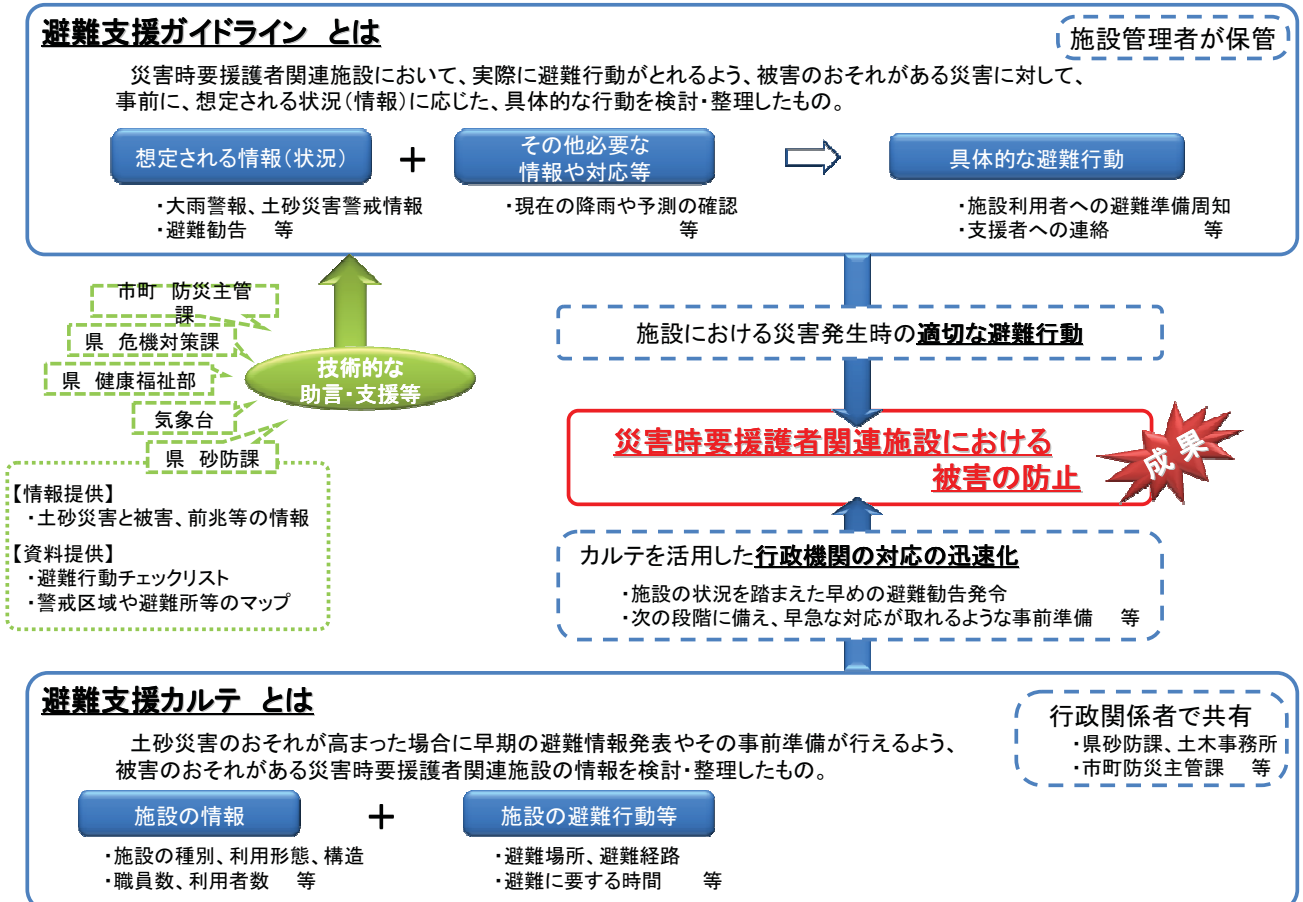 避難支援ガイドライン とは
施設管理者が保管
災害時要援護者関連施設において、実際に避難行動がとれるよう、被害のおそれがある災害に対して、
事前に、想定される状況(情報)に応じた、具体的な行動を検討・整理したもの。
想定される情報(状況)
+
その他必要な
情報や対応等
具体的な避難行動
・大雨警報、土砂災害警戒情報
・避難勧告 等
・現在の降雨や予測の確認
等
・施設利用者への避難準備周知
・支援者への連絡 等
市町 防災主管
課
県 危機対策課
県 健康福祉部
気象台
県 砂防課
技術的な
助言・支援等
【情報提供】
・土砂災害と被害、前兆等の情報
【資料提供】
・避難行動チェックリスト
・警戒区域や避難所等のマップ
施設における災害発生時の適切な避難行動
災害時要援護者関連施設における
被害の防止
成果
カルテを活用した行政機関の対応の迅速化
・施設の状況を踏まえた早めの避難勧告発令
・次の段階に備え、早急な対応が取れるような事前準備 等
避難支援カルテ とは
行政関係者で共有
・県砂防課、土木事務所
・市町防災主管課 等
土砂災害のおそれが高まった場合に早期の避難情報発表やその事前準備が行えるよう、
被害のおそれがある災害時要援護者関連施設の情報を検討・整理したもの。
施設の情報
+
施設の避難行動等
・施設の種別、利用形態、構造
・職員数、利用者数 等
・避難場所、避難経路
・避難に要する時間 等